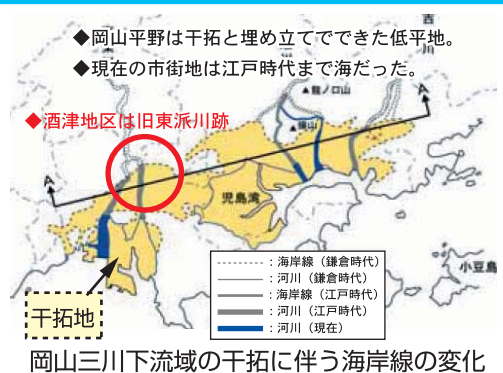 ◆岡山平野は干拓と埋め立てでできた低平地。
◆現在の市街地は江戸時代まで海だった。
吉
川
▲龍ノ口山
◆酒津地区は旧東派川跡
A
A
児島湾
小豆島
干拓地
：海岸線（鎌倉時代）
：河川（鎌倉時代）
：海岸線（江戸時代）
：河川（江戸時代）
：河川（現在）
岡山三川下流域の干拓に伴う海岸線の変化